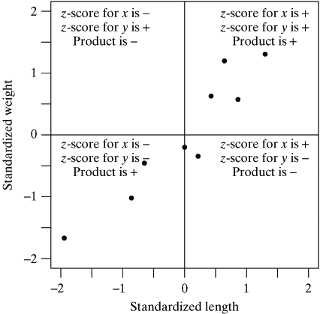 2
z-score for x is –
z-score for y is +
Product is –
z-score for x is +
z-score for y is +
Product is +
1
Standardized weight
0
z-score for x is –
z-score for y is –
Product is +
z-score for x is +
z-score for y is –
Product is –
–1
–2
–2 –1 0 1 2
Standardized length